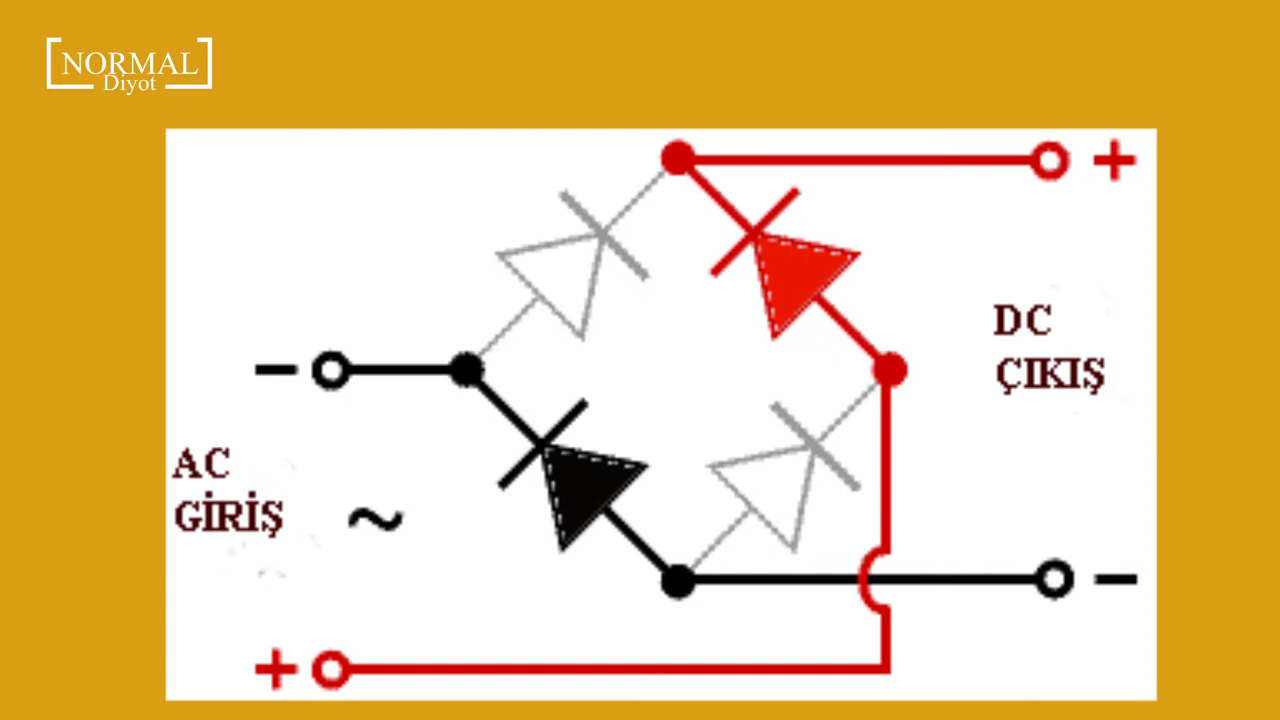 NORMAL
Diyot
+
DC
ÇIKIŞ
-
AC
GİRİŞ
~
-
+